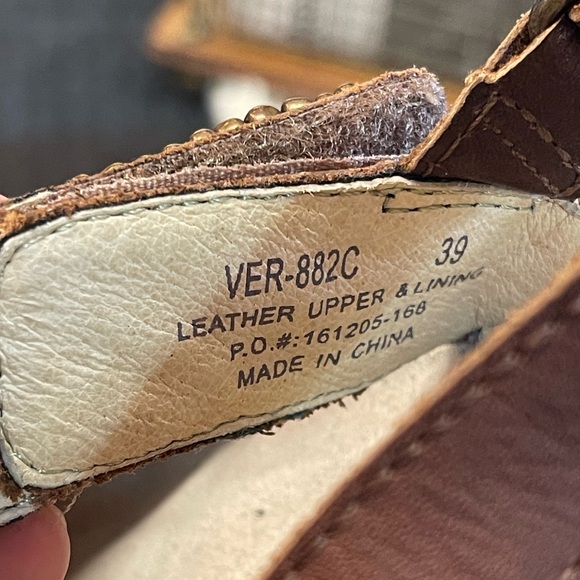 VER-882C 39
LEATHER UPPER & LINING
P.O.#:161205-168
MADE IN CHINA